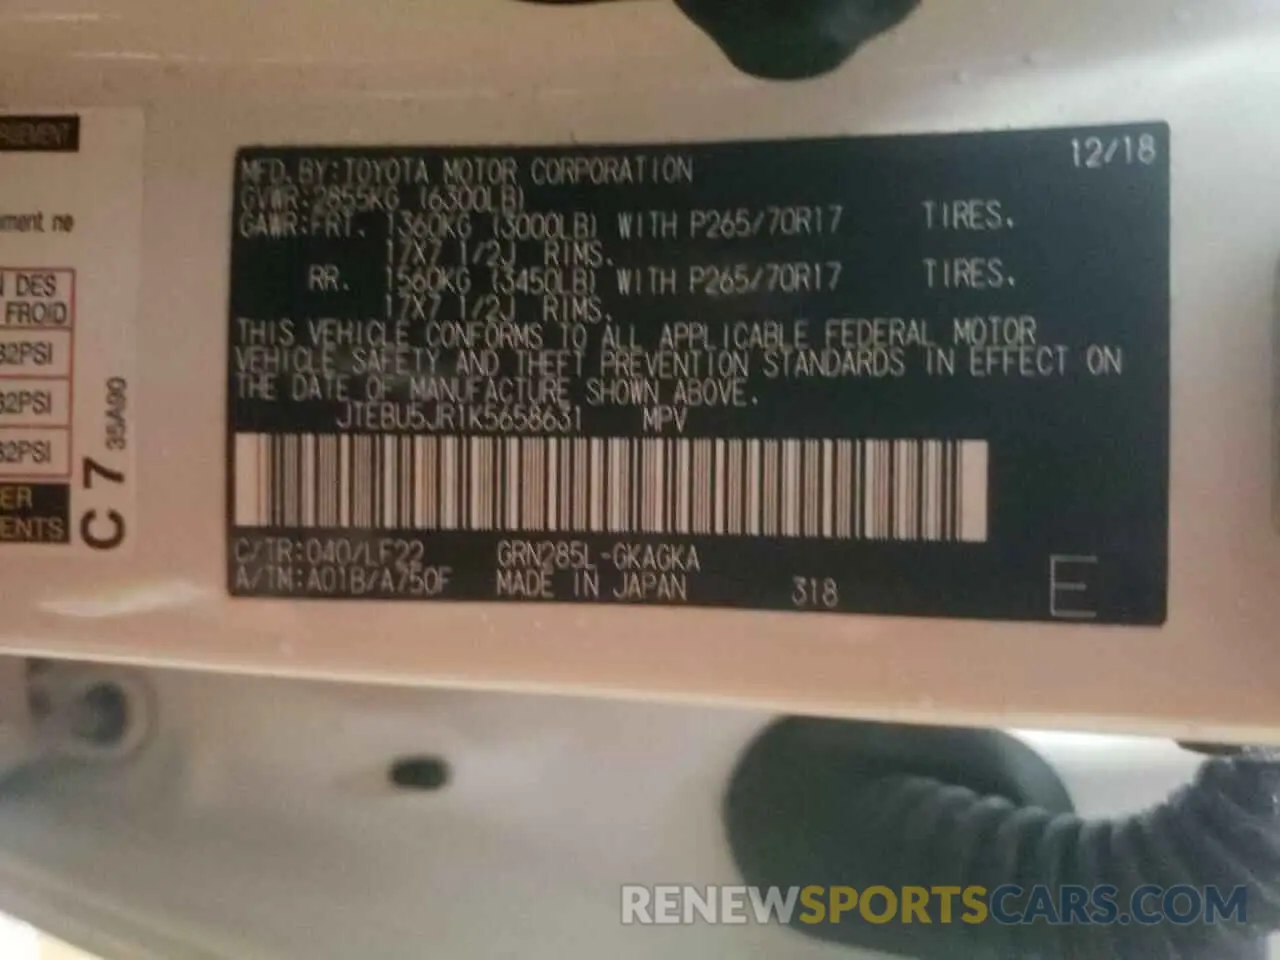 MFD.BY:TOYOTA MOTOR CORPORATION 12/18
GVWR:2855KG (6300LB)
GAWR:FRT. 1360KG (3000LB) WITH P265/70R17 TIRES.
17X7 1/2J RIMS.
RR. 1560KG (3450LB) WITH P265/70R17 TIRES.
17X7 1/2J RIMS.
THIS VEHICLE CONFORMS TO ALL APPLICABLE FEDERAL MOTOR
VEHICLE SAFETY AND THEFT PREVENTION STANDARDS IN EFFECT ON
THE DATE OF MANUFACTURE SHOWN ABOVE.
JTEBU5JR1K5658631 MPV
C/TR:040/LF22 GRN285L-GKAGKA
A/TM:A01B/A750F MADE IN JAPAN 318 E
ne
DES
FROID
32PSI
32PSI
32PSI
C 7 35A90
RENEWSPORTSCARS.COM